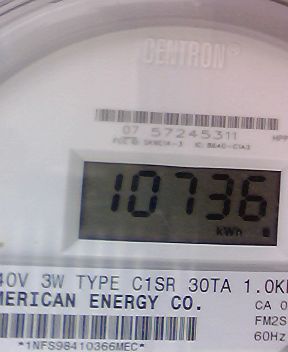 CENTRON®
07 57245311
10736
kWh
40V 3W TYPE C1SR 30TA 1.0K
MERICAN ENERGY CO.
CA 0
FM2S
60Hz
*1NFS98410366MEC*